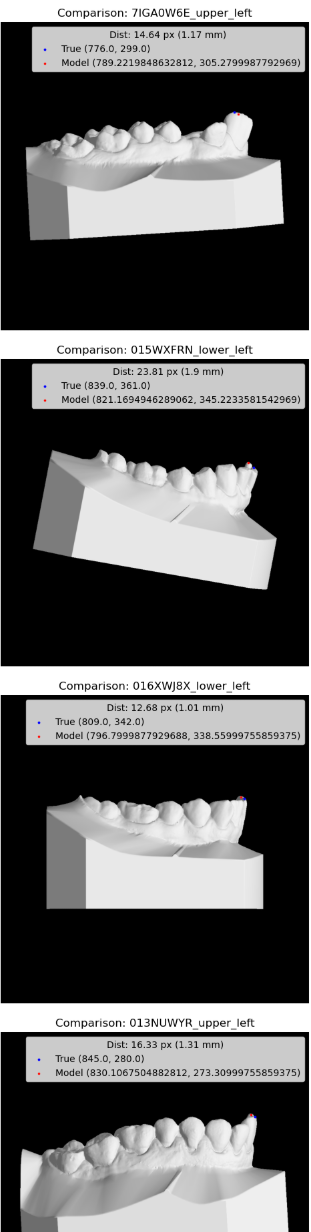 Comparison: 7IGA0W6E_upper_left
Dist: 14.64 px (1.17 mm)
True (776.0, 299.0)
Model (789.2219848632812, 305.2799987792969)
Comparison: 015WXFRN_lower_left
Dist: 23.81 px (1.9 mm)
True (839.0, 361.0)
Model (821.1694946289062, 345.2233581542969)
Comparison: 016XWJ8X_lower_left
Dist: 12.68 px (1.01 mm)
True (809.0, 342.0)
Model (796.7999877929688, 338.55999755859375)
Comparison: 013NUWYR_upper_left
Dist: 16.33 px (1.31 mm)
True (845.0, 280.0)
Model (830.1067504882812, 273.30999755859375)